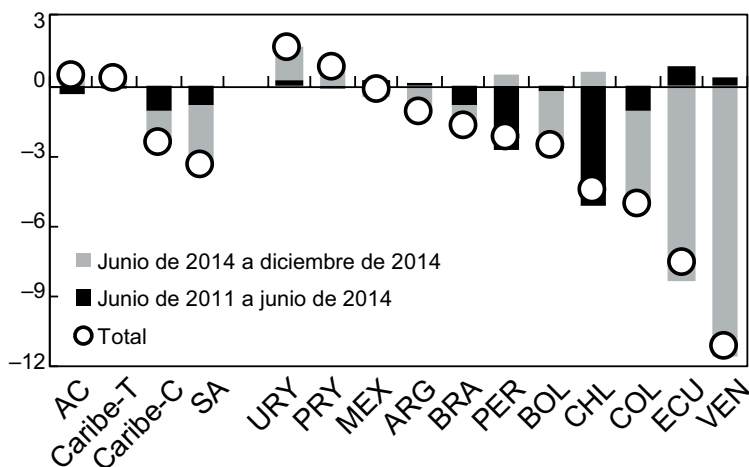 3
0
–3
–6
–9
–12
Junio de 2014 a diciembre de 2014
Junio de 2011 a junio de 2014
Total
AC
Caribe-T
Caribe-C
SA
URY
PRY
MEX
ARG
BRA
PER
BOL
CHL
COL
ECU
VEN